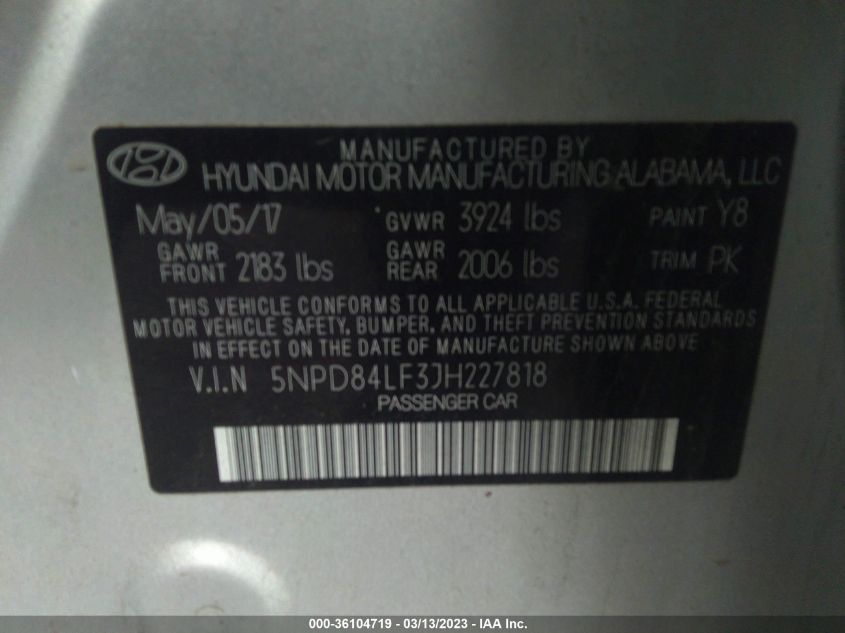 MANUFACTURED BY
HYUNDAI MOTOR MANUFACTURING ALABAMA, LLC
May/05/17 GVWR 3924 lbs PAINT Y8
GAWR FRONT 2183 lbs GAWR REAR 2006 lbs TRIM PK
THIS VEHICLE CONFORMS TO ALL APPLICABLE U.S.A. FEDERAL
MOTOR VEHICLE SAFETY, BUMPER, AND THEFT PREVENTION STANDARDS
IN EFFECT ON THE DATE OF MANUFACTURE SHOWN ABOVE
V.I.N 5NPD84LF3JH227818
PASSENGER CAR
000-36104719 - 03/13/2023 - IAA Inc.